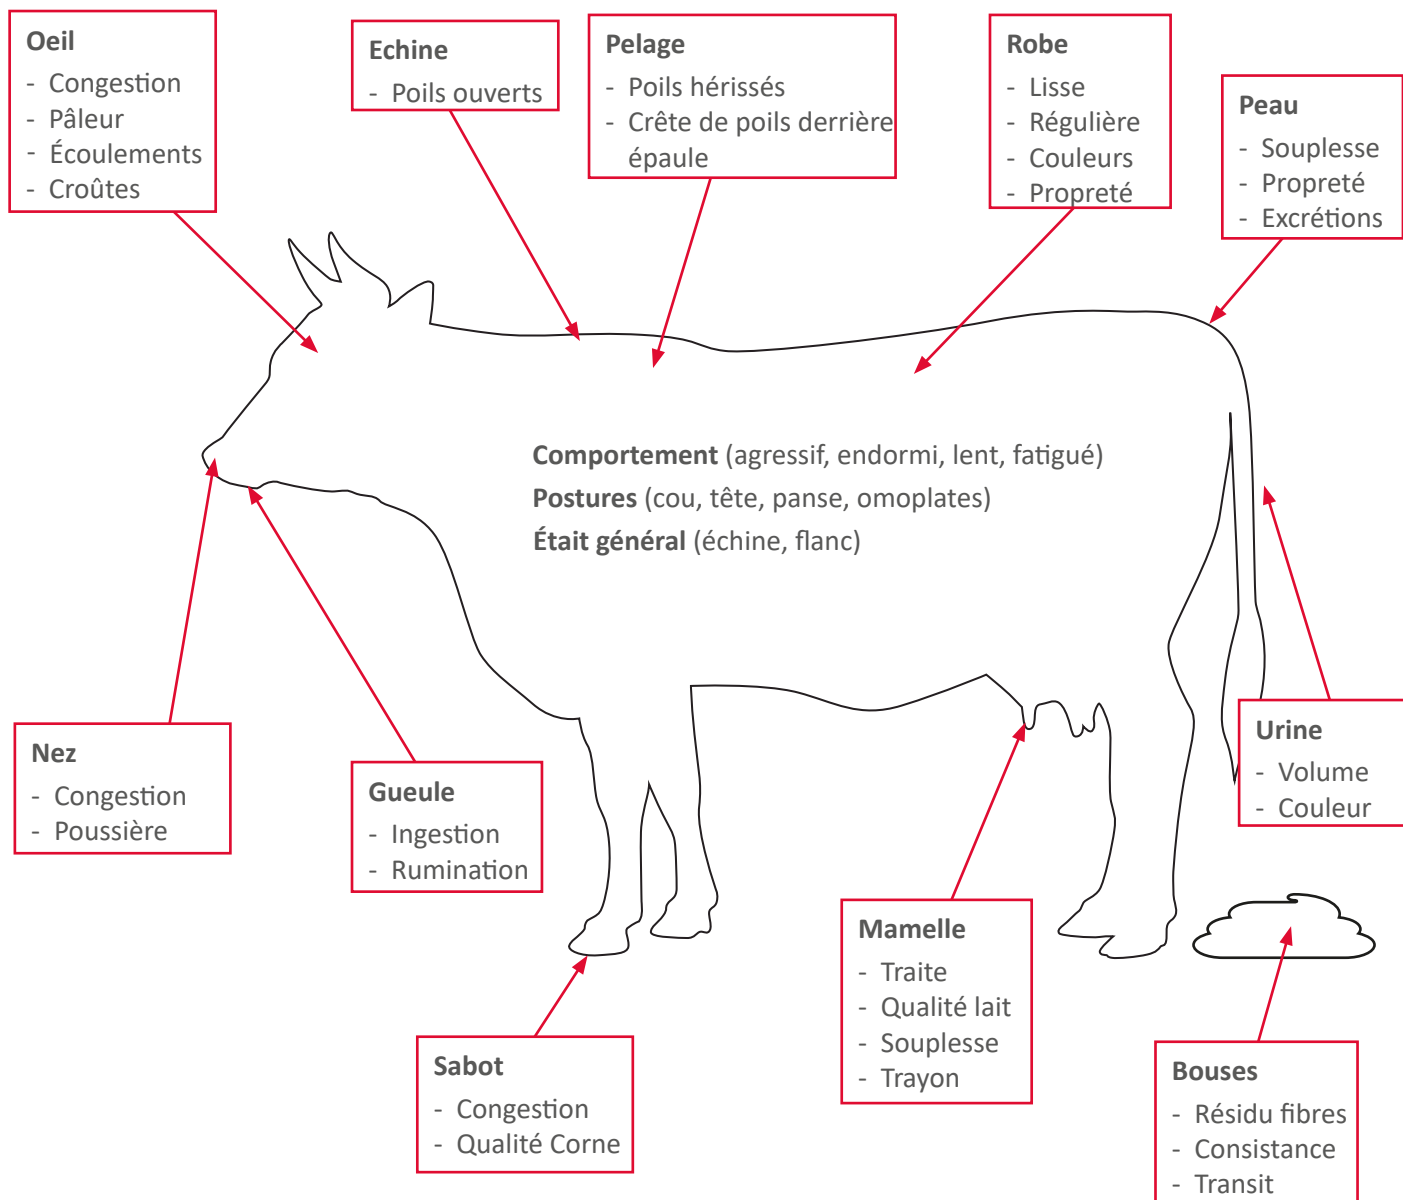 Oeil
- Congestion
- Pâleur
- Écoulements
- Croûtes
Echine
- Poils ouverts
Pelage
- Poils hérissés
- Crête de poils derrière
épaule
Robe
- Lisse
- Régulière
- Couleurs
- Propreté
Peau
- Souplesse
- Propreté
- Excrétions
Comportement (agressif, endormi, lent, fatigué)
Postures (cou, tête, panse, omoplates)
Était général (échine, flanc)
Nez
- Congestion
- Poussière
Gueule
- Ingestion
- Rumination
Urine
- Volume
- Couleur
Mamelle
- Traite
- Qualité lait
- Souplesse
- Trayon
Sabot
- Congestion
- Qualité Corne
Bouses
- Résidu fibres
- Consistance
- Transit